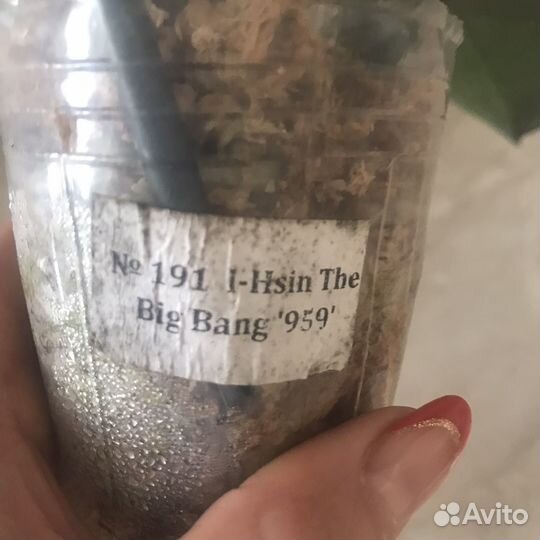 № 191 I-Hsin The
Big Bang '959'
Avito